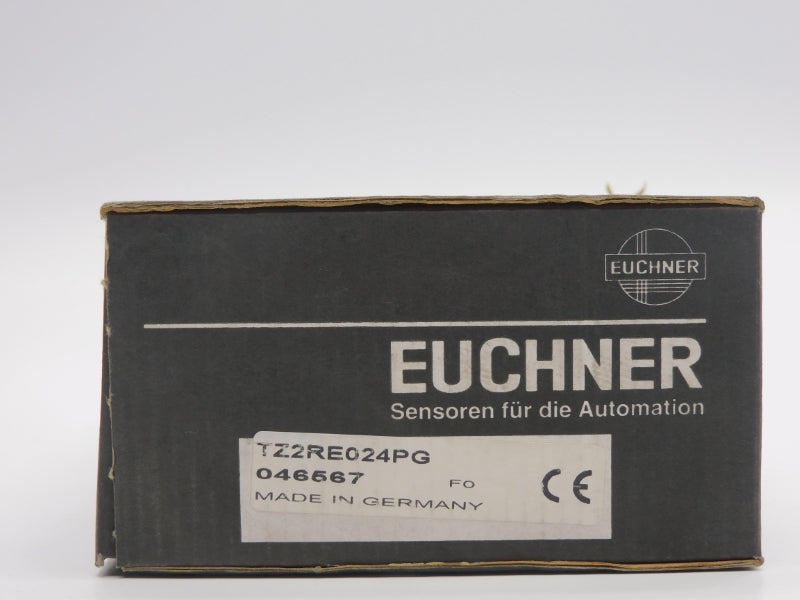 EUCHNER
EUCHNER
Sensoren für die Automation
TZ2RE024PG
046567 F0
MADE IN GERMANY
CE